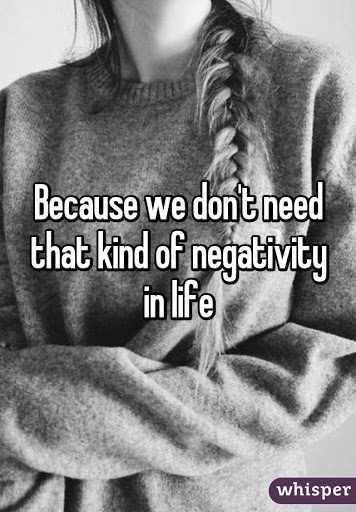 Because we don't need
that kind of negativity
in life
whisper